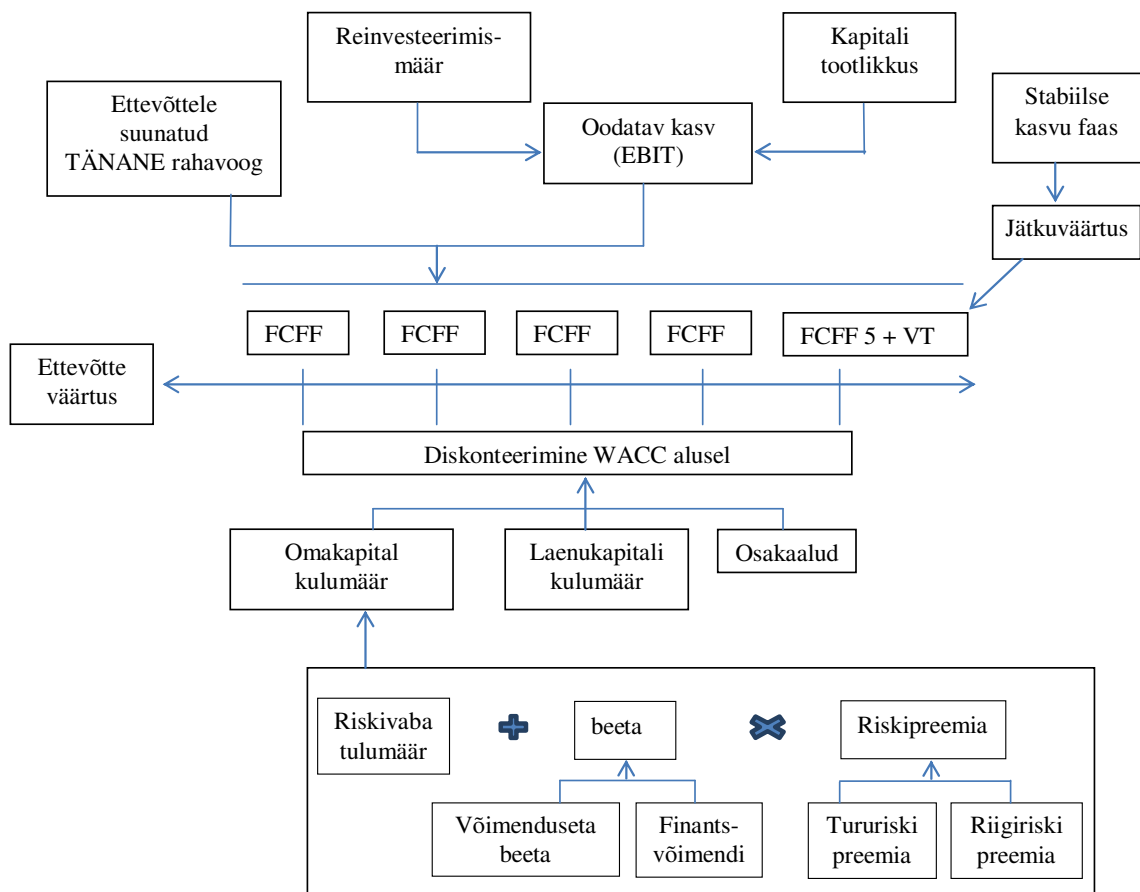 Reinvesteerimis-
määr
Kapitali
tootlikkus
Ettevõttele
suunatud
TÄNANE rahavoog
Oodatav kasv
(EBIT)
Stabiilse
kasvu faas
Jätkuväärtus
FCFF
FCFF
FCFF
FCFF
FCFF 5 + VT
Ettevõtte
väärtus
Diskonteerimine WACC alusel
Omakapital
kulumäär
Laenukapitali
kulumäär
Osakaalud
Riskivaba
tulumäär
beeta
Riskipreemia
Võimenduseta
beeta
Finants-
võimendi
Tururiski
preemia
Riigiriski
preemia